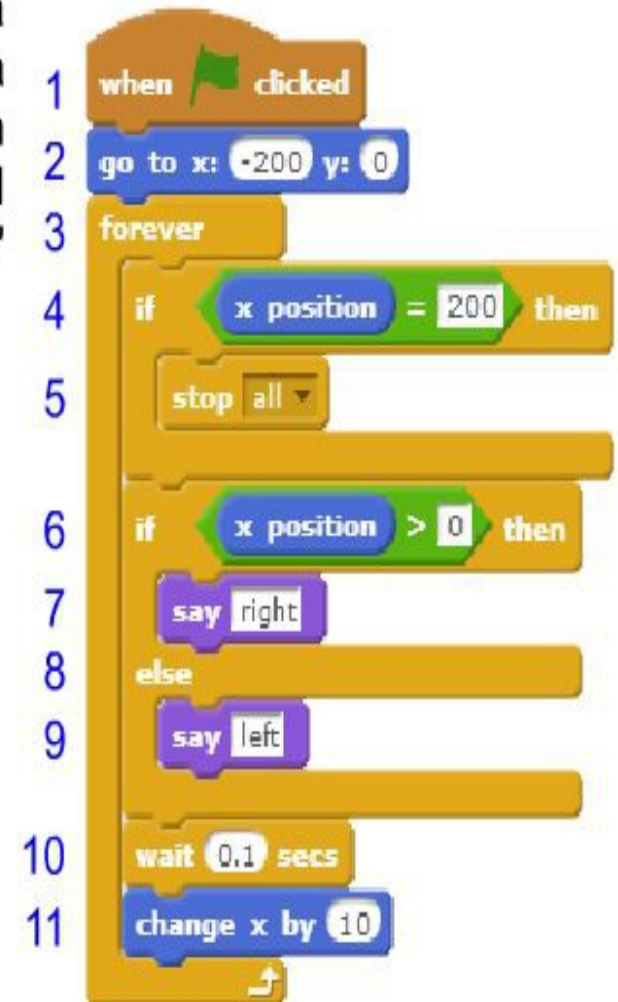 1 when clicked
2 go to x: -200 y: 0
3 forever
4 if x position = 200 then
5 stop all
6 if x position > 0 then
7 say right
8 else
9 say left
10 wait 0.1 secs
11 change x by 10